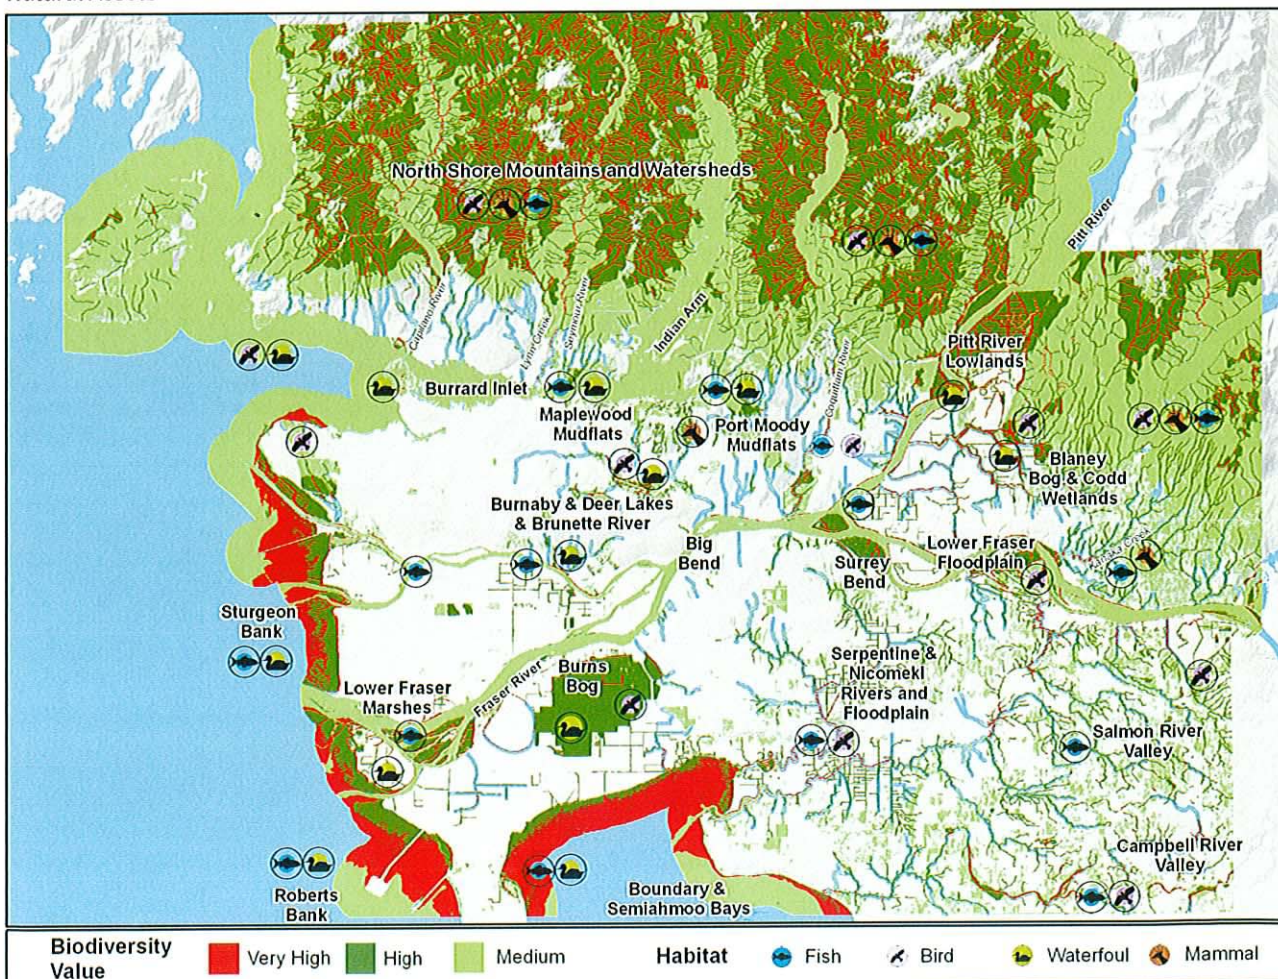 North Shore Mountains and Watersheds
Pitt River
Capilano River
Lynn Creek
Seymour River
Indian Arm
Coquitlam River
Pitt River
Lowlands
Burrard Inlet
Maplewood
Mudflats
Port Moody
Mudflats
Blaney
Bog & Codd
Wetlands
Burnaby & Deer Lakes
& Brunette River
Big
Bend
Surrey
Bend
Lower Fraser
Floodplain
Kanaka Creek
Sturgeon
Bank
Lower Fraser
Marshes
Fraser River
Burns
Bog
Serpentine &
Nicomekl
Rivers and
Floodplain
Salmon River
Valley
Campbell River
Valley
Roberts
Bank
Boundary &
Semiahmoo Bays
Biodiversity
Value
Very High
High
Medium
Habitat
Fish
Bird
Waterfoul
Mammal